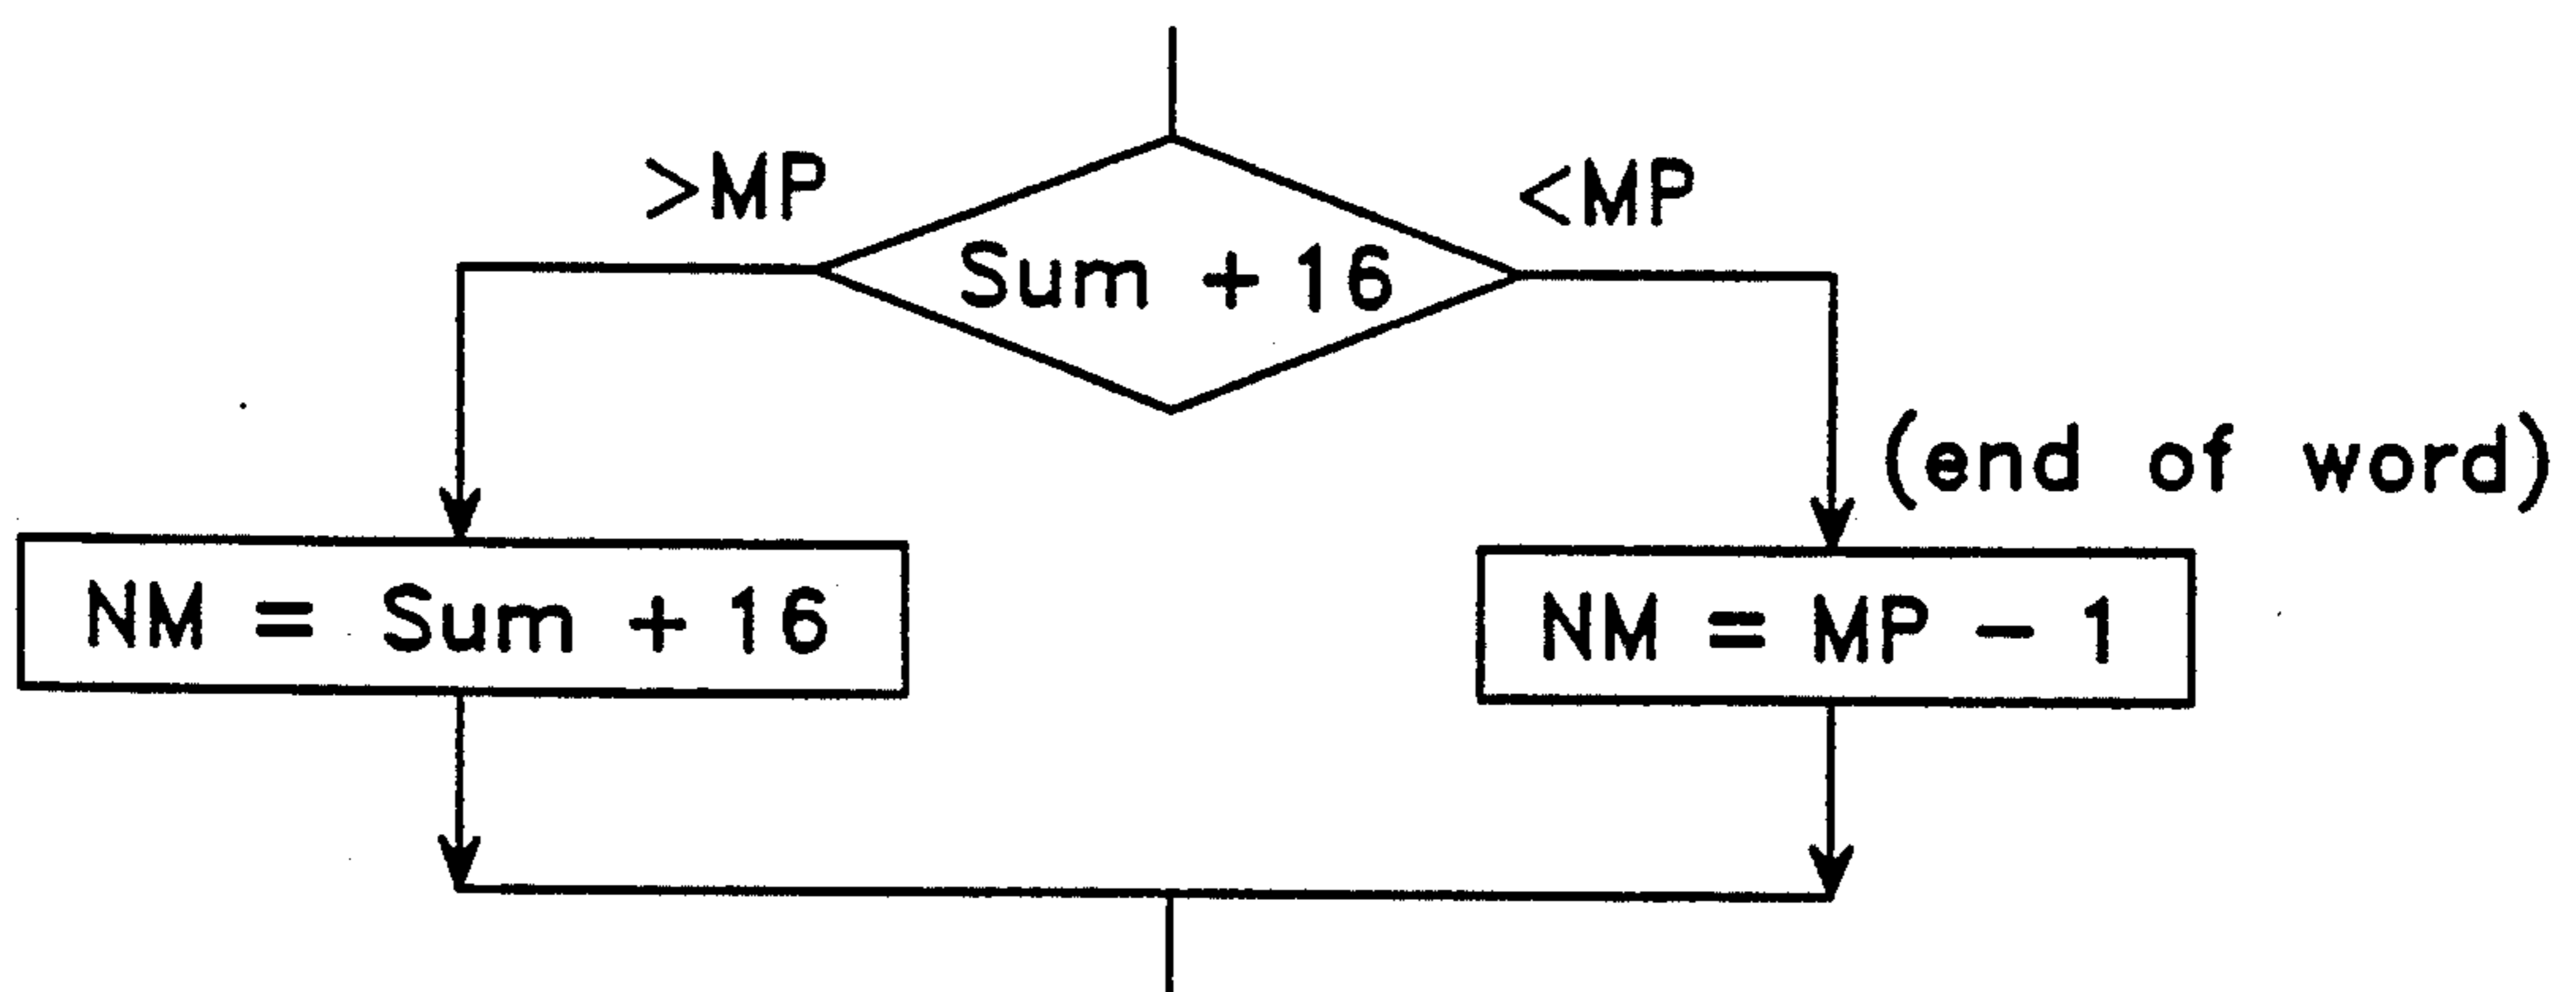 >MP
<MP
Sum + 16
(end of word)
NM = Sum + 16
NM = MP - 1